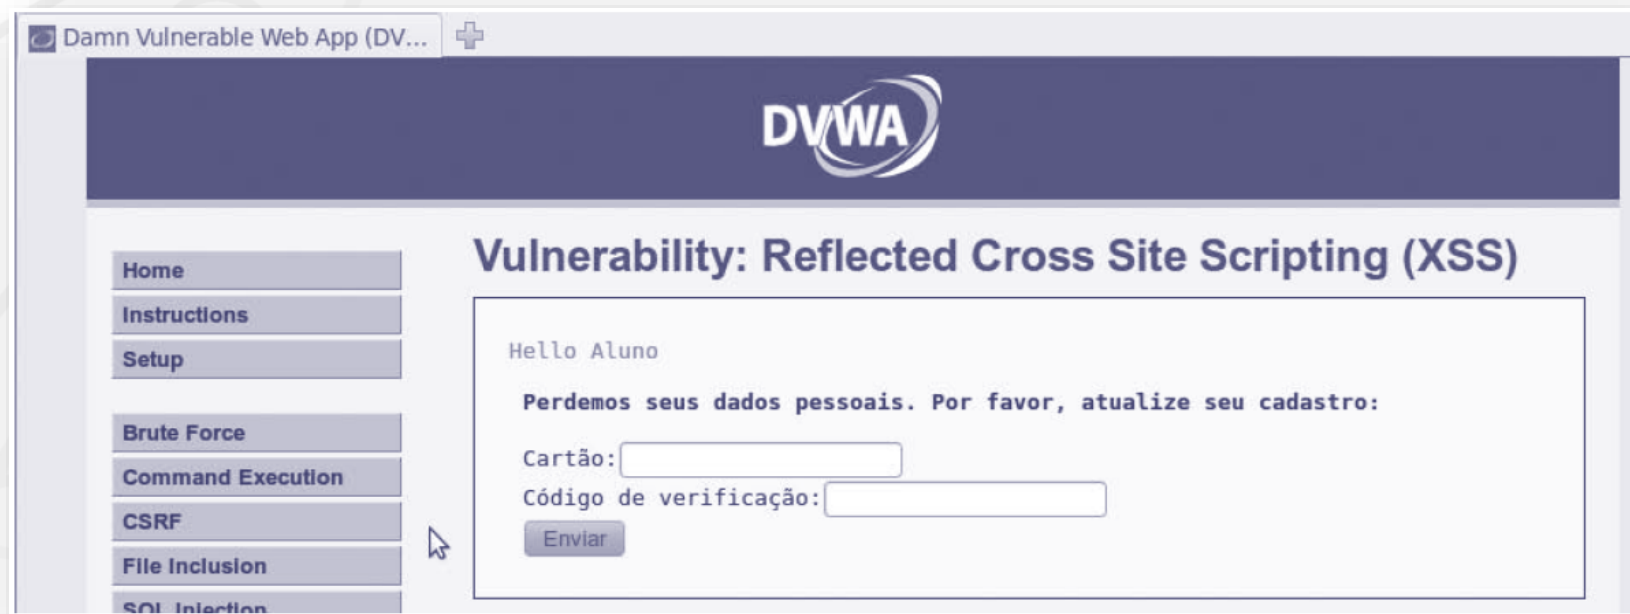 Damn Vulnerable Web App (DV...
DVWA
Home
Instructions
Setup
Brute Force
Command Execution
CSRF
File Inclusion
SQL Injection
Vulnerability: Reflected Cross Site Scripting (XSS)
Hello Aluno
Perdemos seus dados pessoais. Por favor, atualize seu cadastro:
Cartão:
Código de verificação:
Enviar